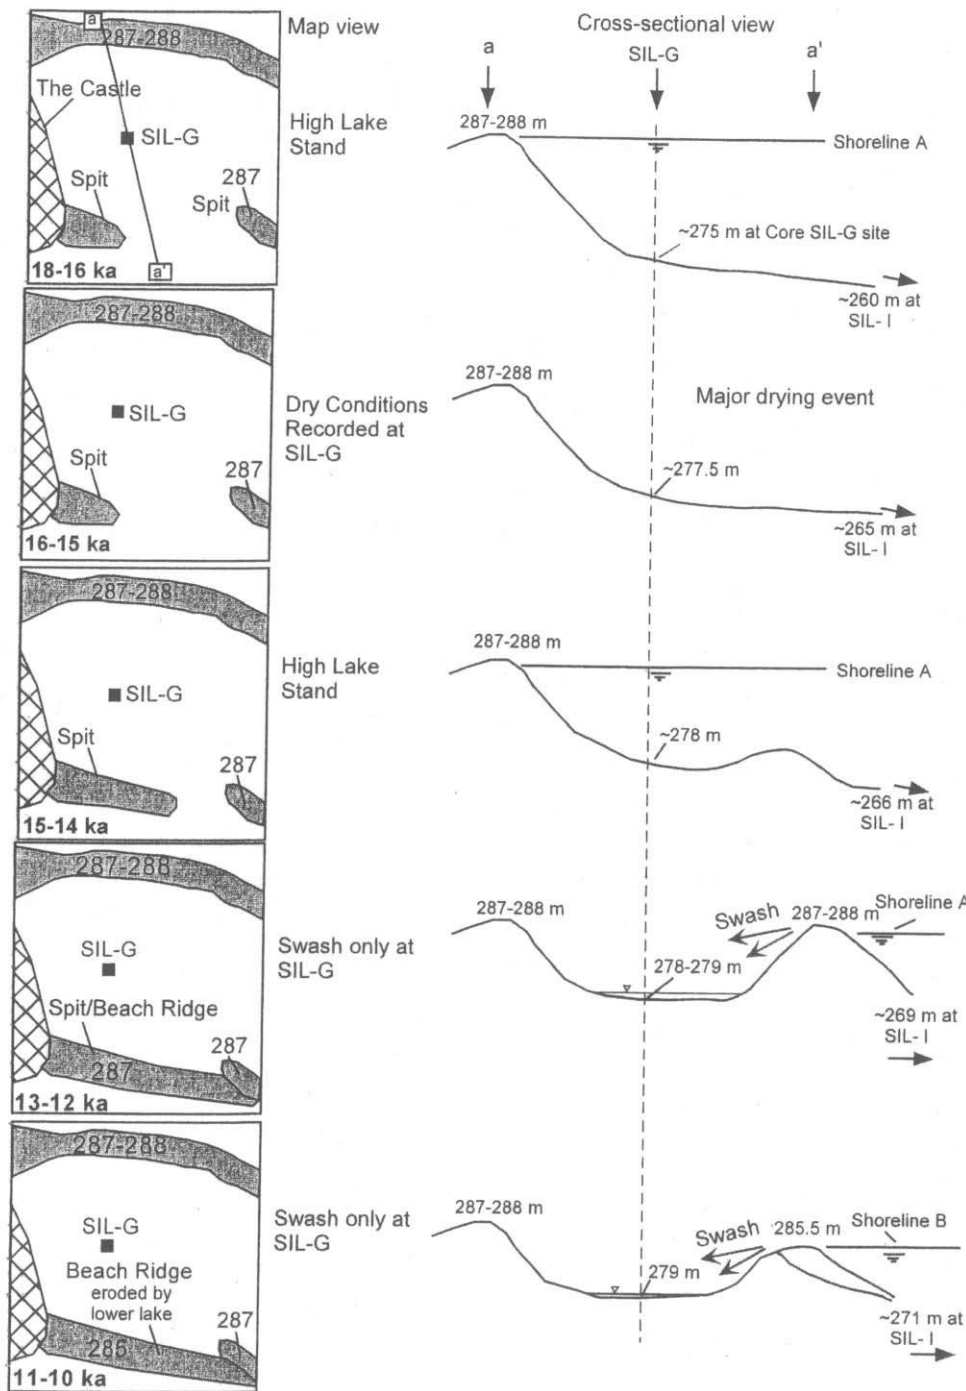 Map view
Cross-sectional view
a
SIL-G
a'
a
287-288
The Castle
SIL-G
Spit
287
Spit
a'
18-16 ka
High Lake
Stand
287-288 m
Shoreline A
~275 m at Core SIL-G site
~260 m at
SIL- I
287-288
SIL-G
Spit
287
16-15 ka
Dry Conditions
Recorded at
SIL-G
287-288 m
Major drying event
~277.5 m
~265 m at
SIL- I
287-288
SIL-G
Spit
287
15-14 ka
High Lake
Stand
287-288 m
Shoreline A
~278 m
~266 m at
SIL- I
287-288
SIL-G
Spit/Beach Ridge
287
287
13-12 ka
Swash only at
SIL-G
287-288 m
Swash
287-288 m
Shoreline A
278-279 m
~269 m at
SIL- I
287-288
SIL-G
Beach Ridge
eroded by
lower lake
287
285
11-10 ka
Swash only at
SIL-G
287-288 m
Swash
285.5 m
Shoreline B
279 m
~271 m at
SIL- I